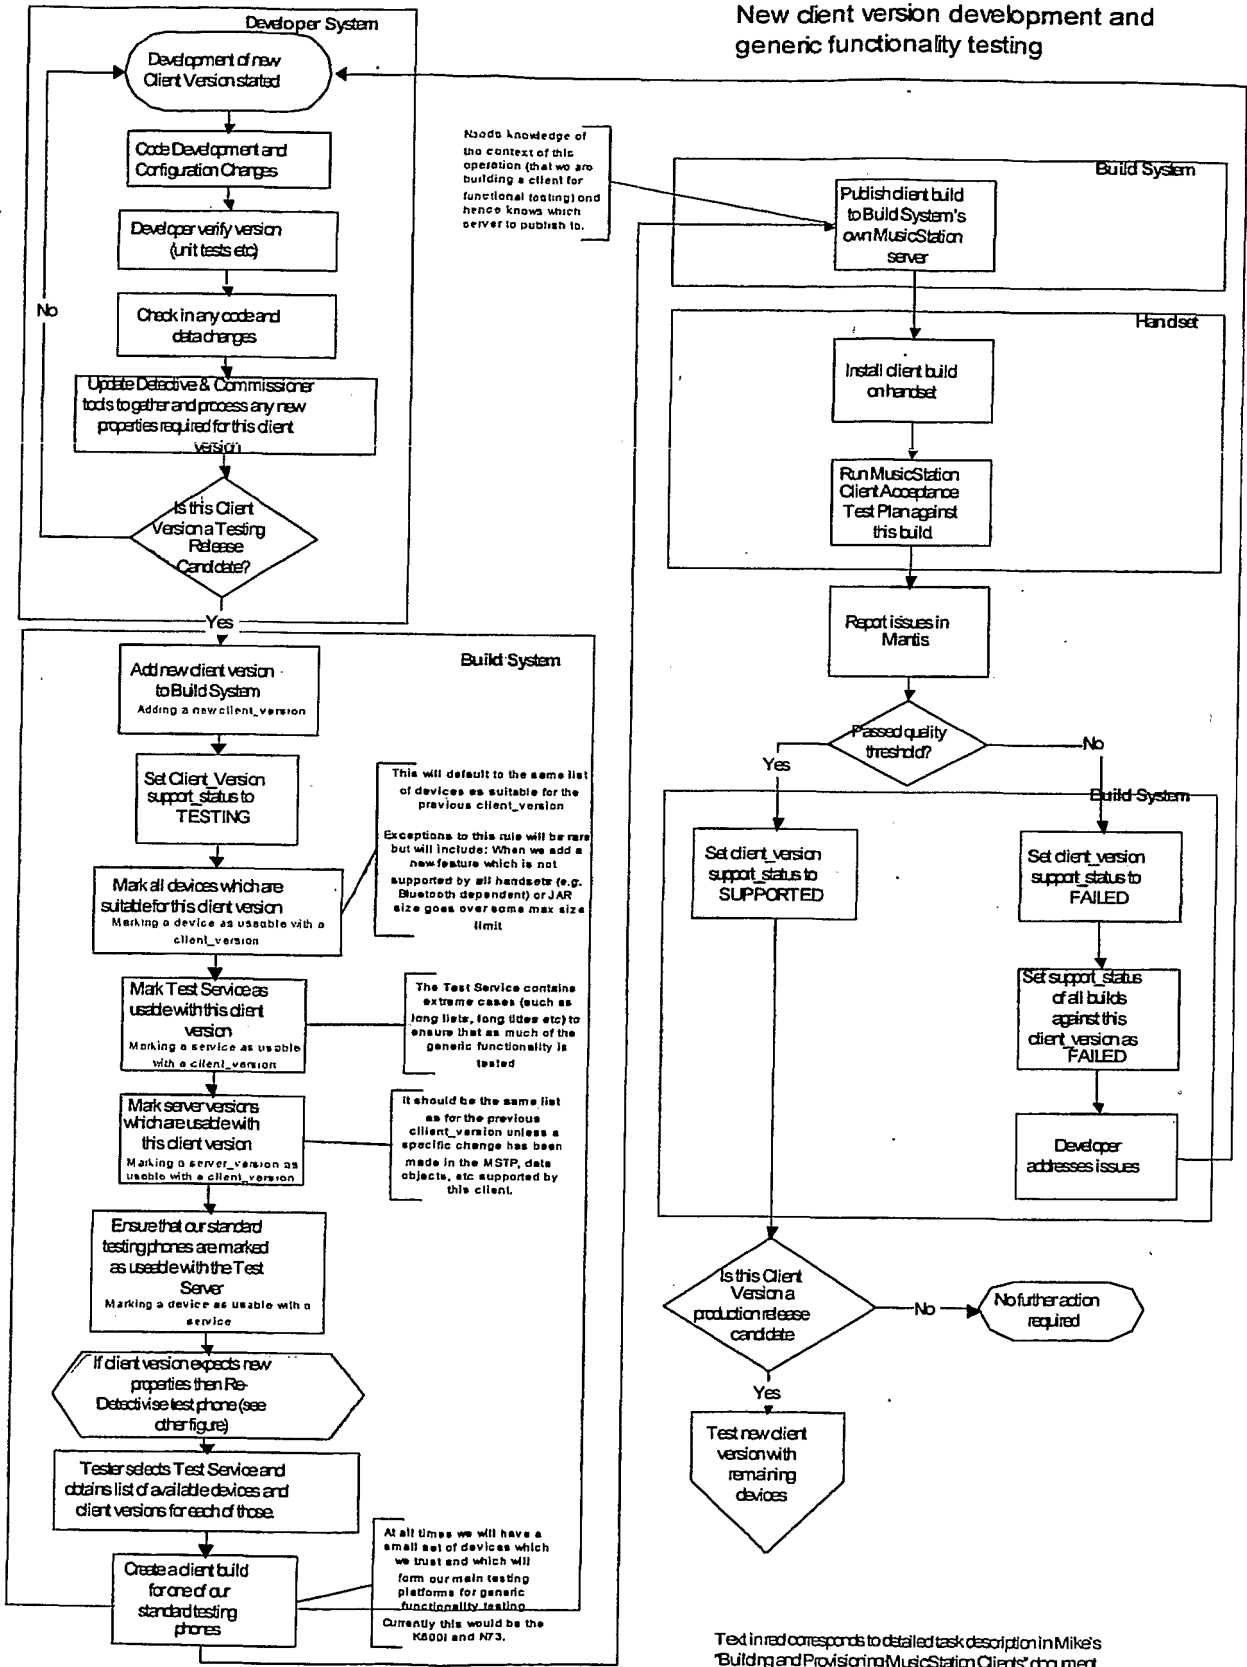 New client version development and
generic functionality testing
Developer System
Development of new
Client Version stated
Code Development and
Configuration Changes
Developer verify version
(unit tests etc)
Check in any code and
data changes
Update Detective & Commissioner
tools to gather and process any new
properties required for this client
version
Is this Client
Version a Testing
Release
Candidate?
No
Yes
Build System
Add new client version
to Build System
Adding a new client_version
Set Client_Version
support_status to
TESTING
This will default to the same list
of devices as suitable for the
previous client_version
Exceptions to this rule will be rare
but will include: When we add a
new feature which is not
supported by all handsets (e.g.
Bluetooth dependent) or JAR
size goes over some max size
limit
Mark all devices which are
suitable for this client version
Marking a device as useable with a
client_version
Mark Test Service as
usable with this client
version
Marking a service as usable
with a client_version
The Test Service contains
extreme cases (such as
long lists, long titles etc) to
ensure that as much of the
generic functionality is
tested
Mark server versions
which are usable with
this client version
Marking a server_version as
usable with a client_version
It should be the same list
as for the previous
client_version unless a
specific change has been
made in the MSTP, data
objects, etc supported by
this client.
Ensure that our standard
testing phones are marked
as useable with the Test
Server
Marking a device as usable with a
service
If client version expects new
properties then Re-
Detectivise test phone (see
other figure)
Tester selects Test Service and
obtains list of available devices and
client versions for each of those.
Create a client build
for one of our
standard testing
phones
At all times we will have a
small set of devices which
we trust and which will
form our main testing
platforms for generic
functionality testing
Currently this would be the
K800i and N73.
Needs knowledge of
the context of this
operation (that we are
building a client for
functional testing) and
hence knows which
server to publish to.
Build System
Publish client build
to Build System's
own MusicStation
server
Handset
Install client build
on handset
Run MusicStation
Client Acceptance
Test Plan against
this build.
Report issues in
Mantis.
Passed quality
threshold?
Yes
No
Build System
Set client_version
support_status to
SUPPORTED
Set client_version
support_status to
FAILED
Set support_status
of all builds
against this
client_version as
FAILED
Developer
addresses issues
Is this Client
Version a
production release
candidate
No
No further action
required
Yes
Test new client
version with
remaining
devices
Text in red corresponds to detailed task description in Mike's
"Building and Provisioning MusicStation Clients" document